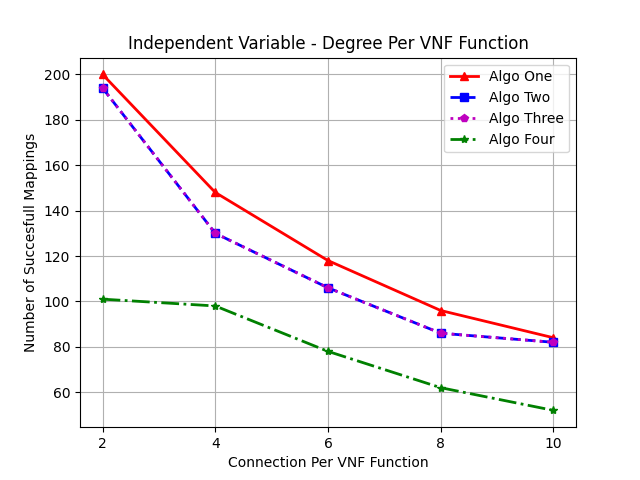 Independent Variable - Degree Per VNF Function
Number of Succesfull Mappings
200
180
160
140
120
100
80
60
Algo One
Algo Two
Algo Three
Algo Four
2 4 6 8 10
Connection Per VNF Function